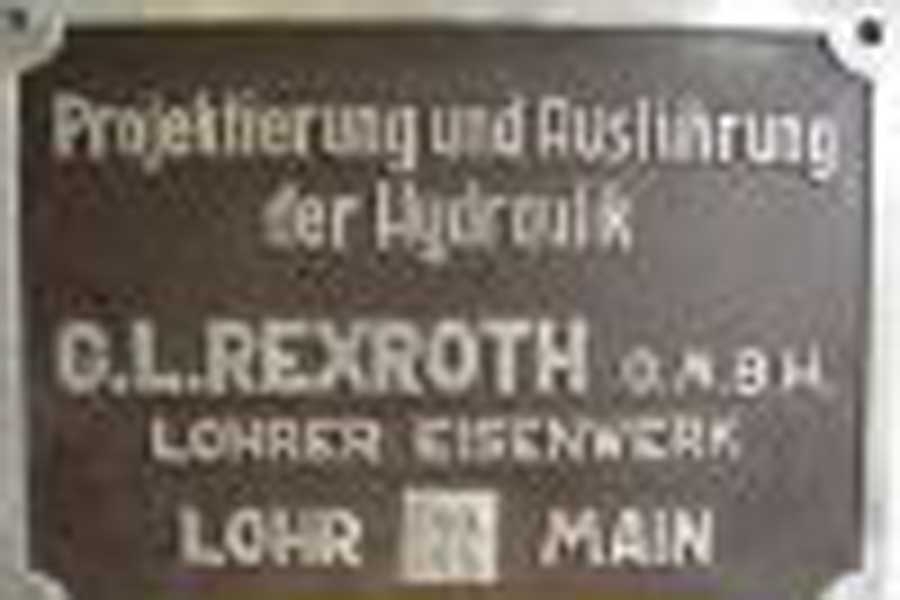 Projektierung und Ausführung
der Hydraulik
G.L.REXROTH G.M.B.H.
LOHRER EISENWERK
LOHR MAIN